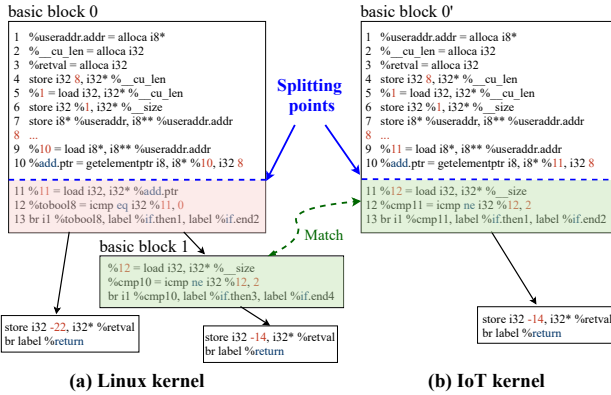 basic block 0
1 %useraddr.addr = alloca i8*
2 %__cu_len = alloca i32
3 %retval = alloca i32
4 store i32 8, i32* %__cu_len
5 %1 = load i32, i32* %__cu_len
6 store i32 %1, i32* %__size
7 store i8* %useraddr, i8** %useraddr.addr
8 ...
9 %10 = load i8*, i8** %useraddr.addr
10 %add.ptr = getelementptr i8, i8* %10, i32 8
11 %11 = load i32, i32* %add.ptr
12 %tobool8 = icmp eq i32 %11, 0
13 br i1 %tobool8, label %if.then1, label %if.end2
basic block 1
%12 = load i32, i32* %__size
%cmp10 = icmp ne i32 %12, 2
br i1 %cmp10, label %if.then3, label %if.end4
store i32 -22, i32* %retval
br label %return
store i32 -14, i32* %retval
br label %return
(a) Linux kernel
Splitting
points
Match
basic block 0'
1 %useraddr.addr = alloca i8*
2 %__cu_len = alloca i32
3 %retval = alloca i32
4 store i32 8, i32* %__cu_len
5 %1 = load i32, i32* %__cu_len
6 store i32 %1, i32* %__size
7 store i8* %useraddr, i8** %useraddr.addr
8 ...
9 %11 = load i8*, i8** %useraddr.addr
10 %add.ptr = getelementptr i8, i8* %11, i32 8
11 %12 = load i32, i32* %__size
12 %cmp11 = icmp ne i32 %12, 2
13 br i1 %cmp11, label %if.then1, label %if.end2
store i32 -14, i32* %retval
br label %return
(b) IoT kernel